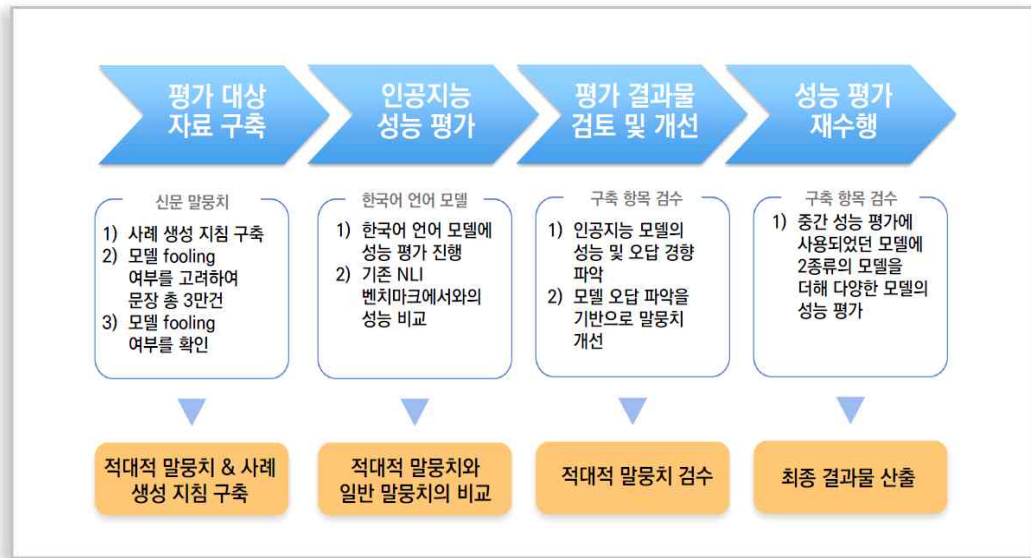 평가 대상
자료 구축
인공지능
성능 평가
평가 결과물
검토 및 개선
성능 평가
재수행
신문 말뭉치
1) 사례 생성 지침 구축
2) 모델 fooling
여부를 고려하여
문장 총 3만건
3) 모델 fooling
여부를 확인
한국어 언어 모델
1) 한국어 언어 모델에
성능 평가 진행
2) 기존 NLI
벤치마크에서와의
성능 비교
구축 항목 검수
1) 인공지능 모델의
성능 및 오답 경향
파악
2) 모델 오답 파악을
기반으로 말뭉치
개선
구축 항목 검수
1) 중간 성능 평가에
사용되었던 모델에
2종류의 모델을
더해 다양한 모델의
성능 평가
적대적 말뭉치 & 사례
생성 지침 구축
적대적 말뭉치와
일반 말뭉치의 비교
적대적 말뭉치 검수
최종 결과물 산출